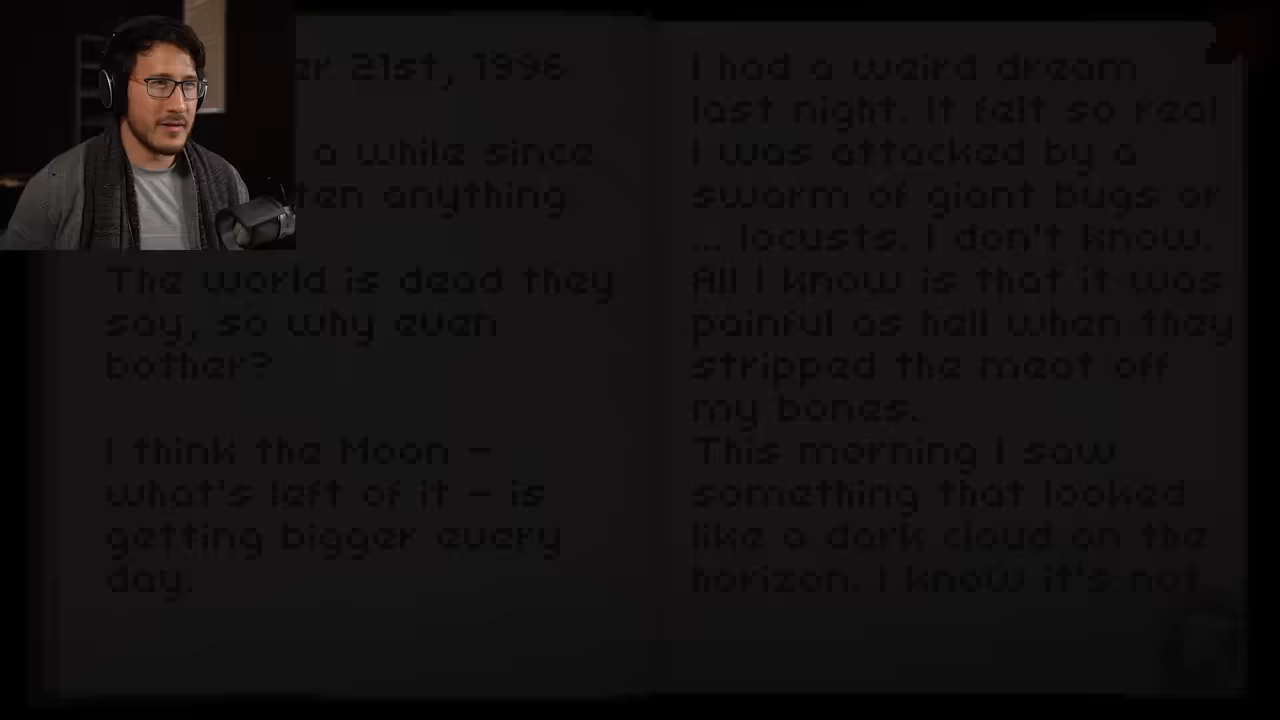 er 21st, 1996
a while since
ten anything
The world is dead they
say, so why even
bother?
I think the Moon -
what's left of it - is
getting bigger every
day.
I had a weird dream
last night. It felt so real
I was attacked by a
swarm of giant bugs or
... locusts. I don't know.
All I know is that it was
painful as hell when they
stripped the meat off
my bones.
This morning I saw
something that looked
like a dark cloud on the
horizon. I know it's not